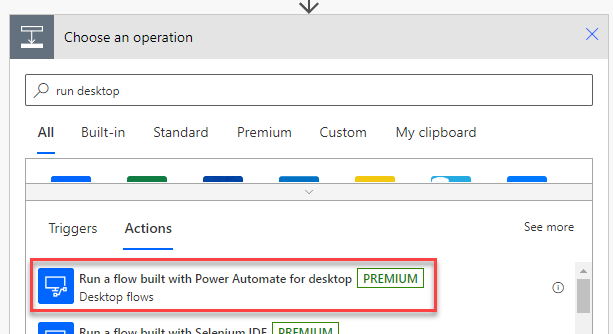 Choose an operation
run desktop
All Built-in Standard Premium Custom My clipboard
Triggers Actions See more
Run a flow built with Power Automate for desktop PREMIUM
Desktop flows
Run a flow built with Selenium IDE PREMIUM